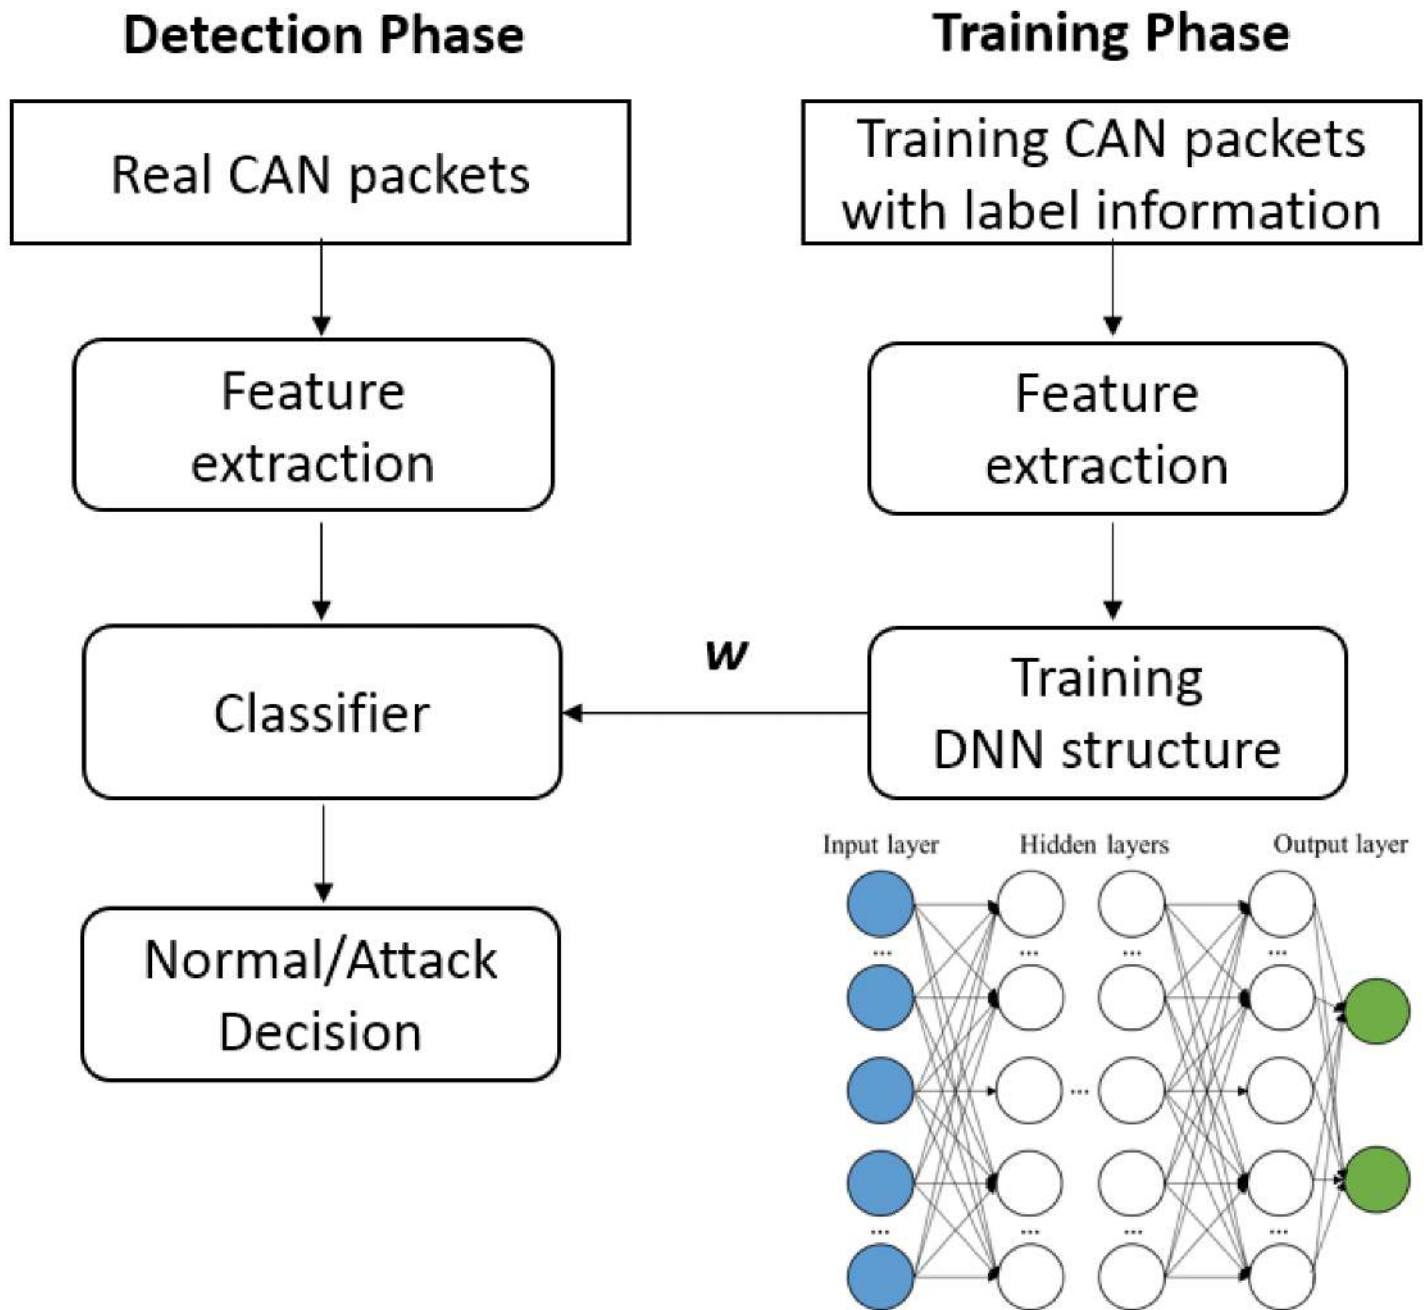 Detection Phase
Training Phase
Real CAN packets
Training CAN packets
with label information
Feature
extraction
Feature
extraction
Classifier
w
Training
DNN structure
Normal/Attack
Decision
Input layer
Hidden layers
Output layer
...
...
...
...
...
...
...
...
...